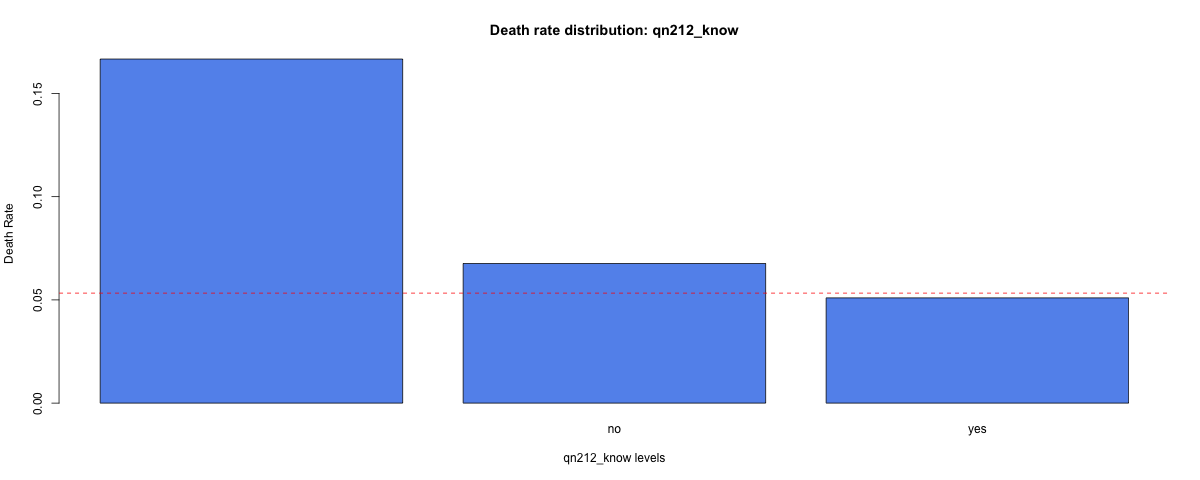 Death rate distribution: qn212_know
Death Rate
0.15
0.10
0.05
0.00
no
yes
qn212_know levels